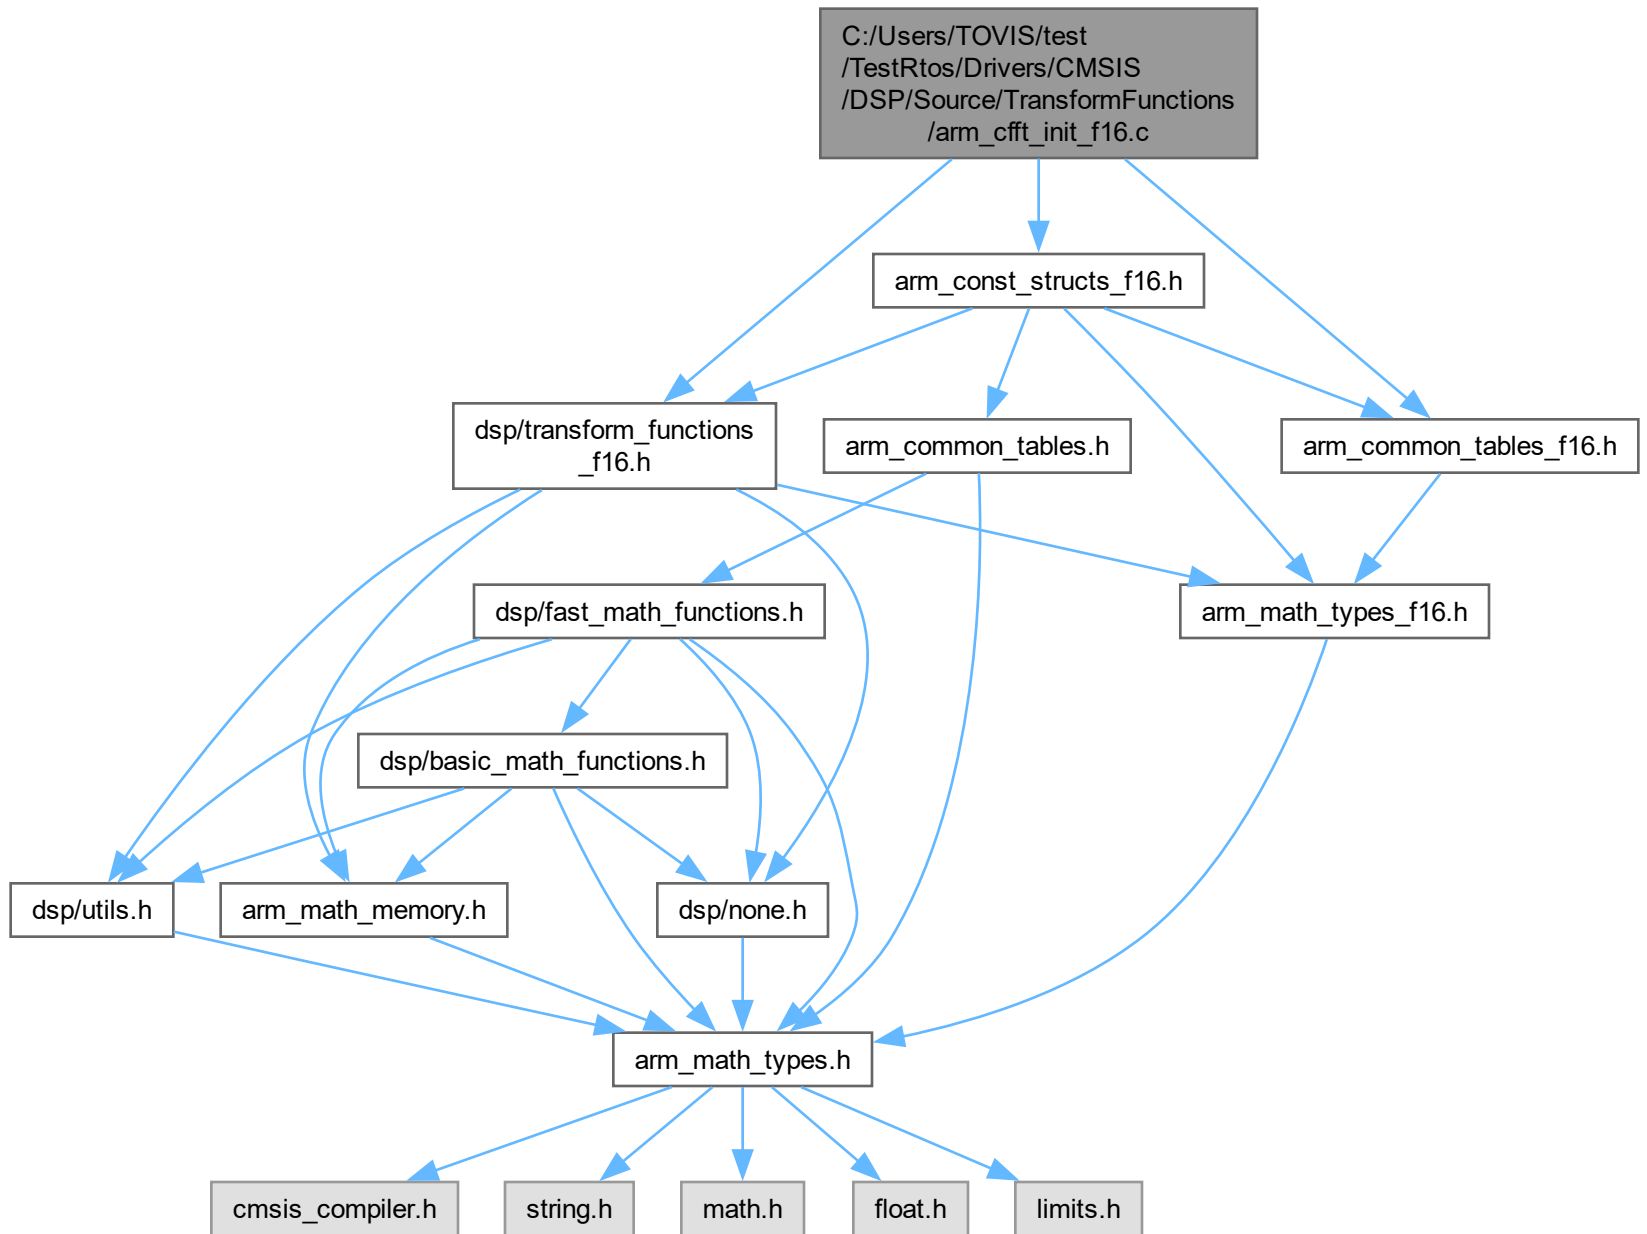 C:/Users/TOVIS/test
/TestRtos/Drivers/CMSIS
/DSP/Source/TransformFunctions
/arm_cfft_init_f16.c
arm_const_structs_f16.h
dsp/transform_functions
_f16.h
arm_common_tables.h
arm_common_tables_f16.h
dsp/fast_math_functions.h
arm_math_types_f16.h
dsp/basic_math_functions.h
dsp/utils.h
arm_math_memory.h
dsp/none.h
arm_math_types.h
cmsis_compiler.h
string.h
math.h
float.h
limits.h